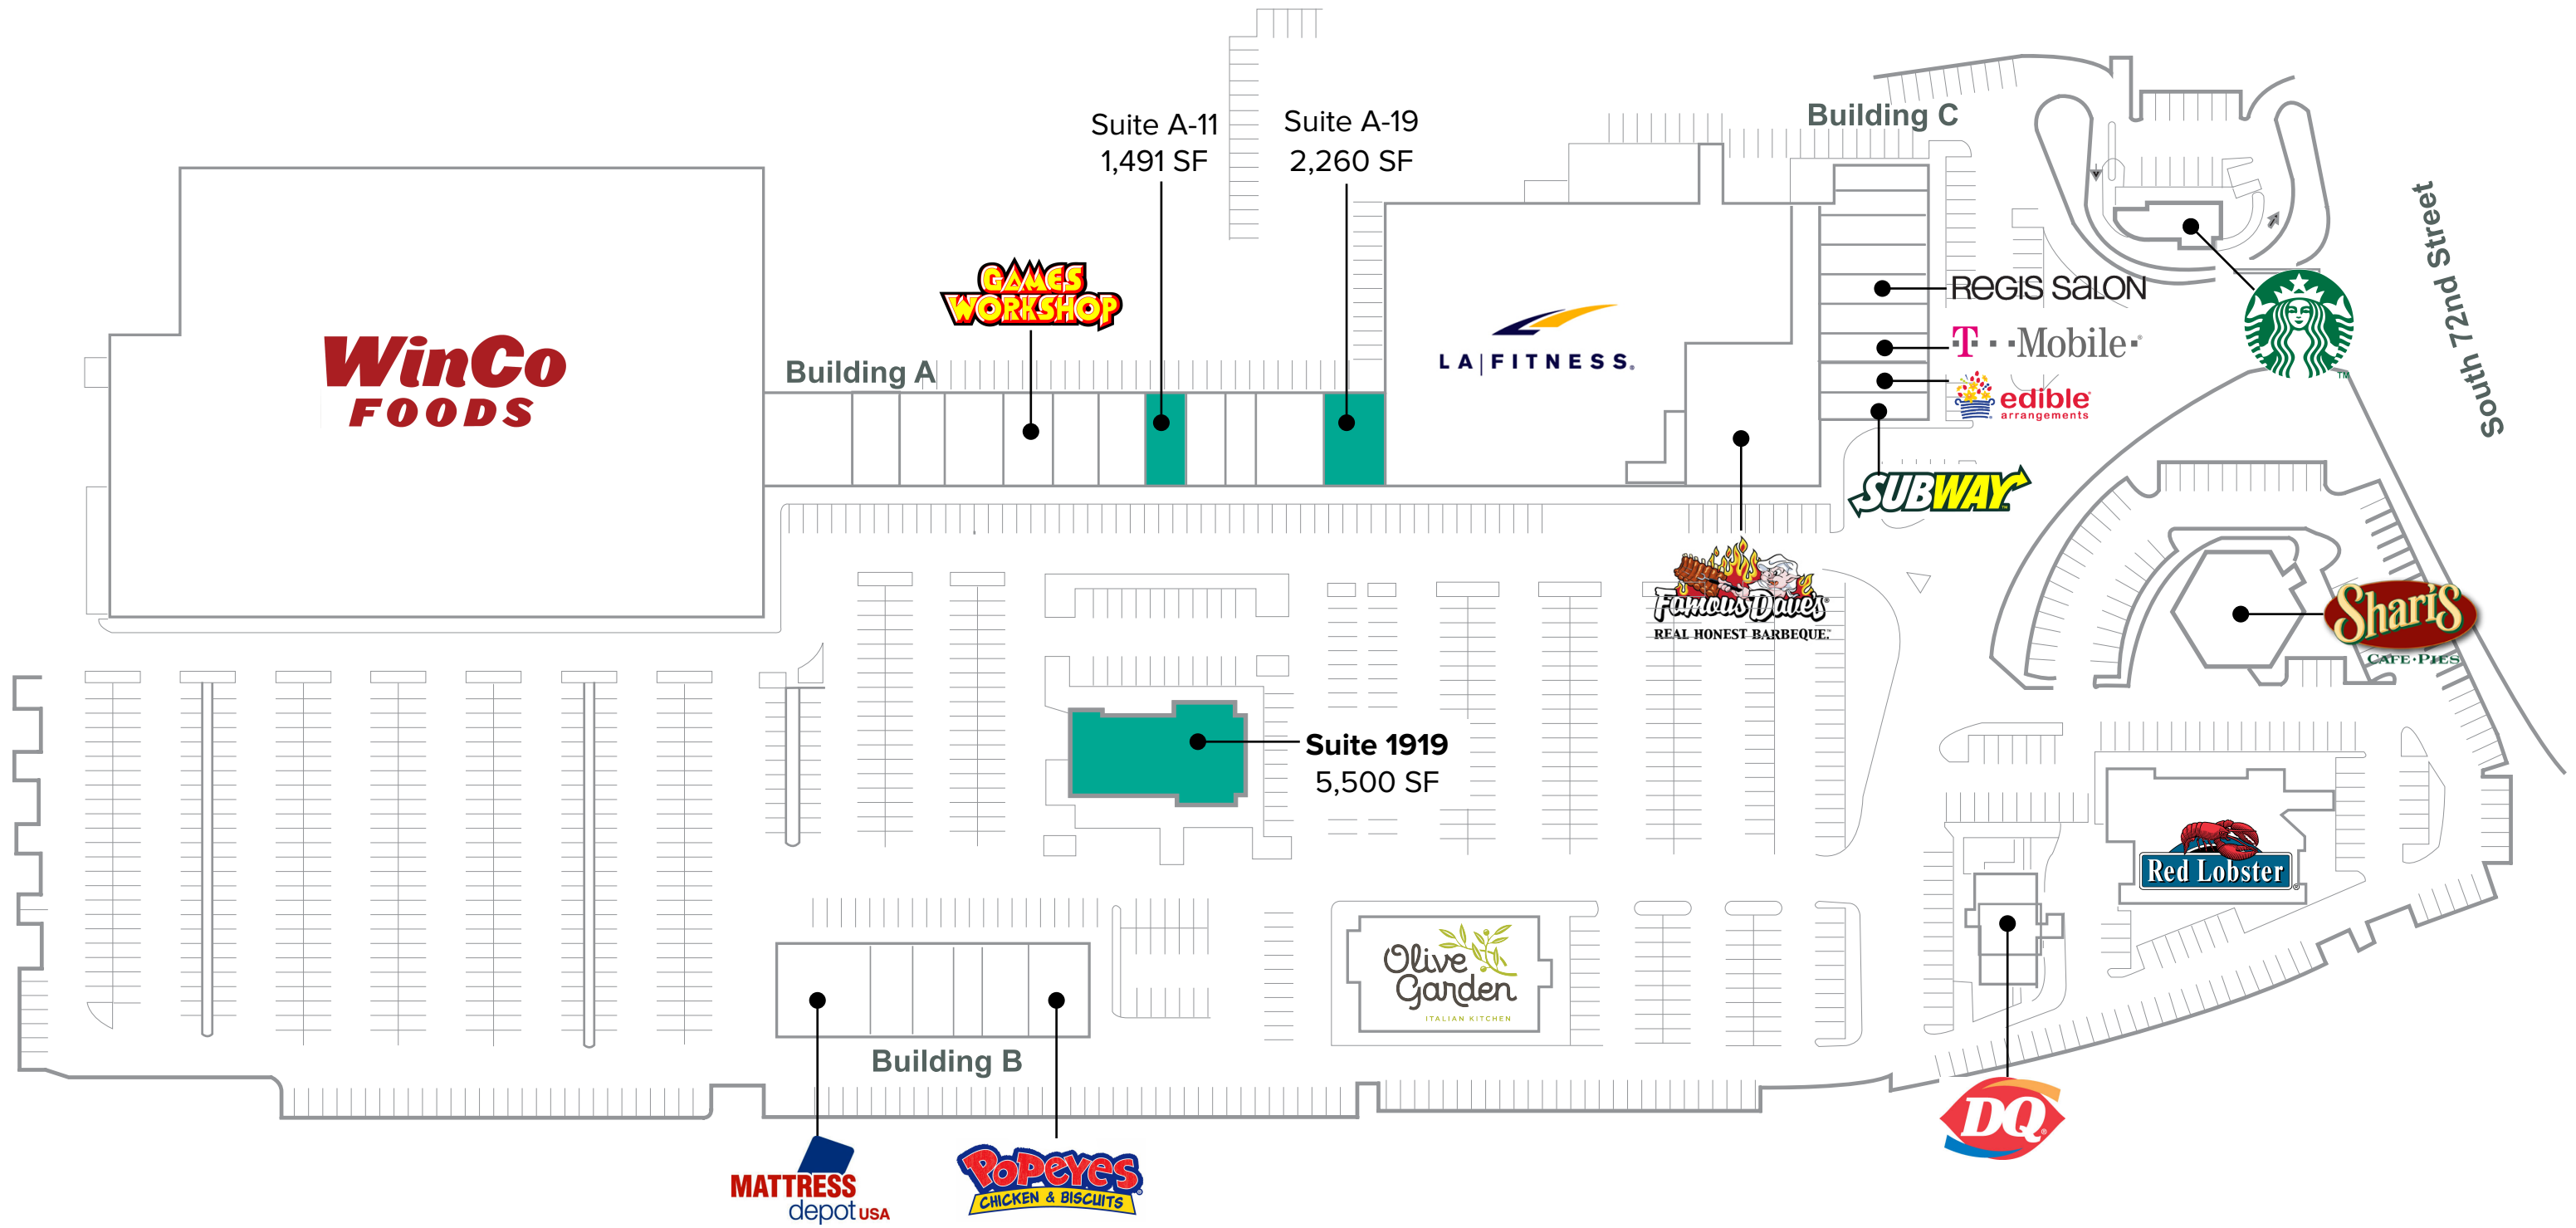 Suite A-11
1,491 SF
Suite A-19
2,260 SF
Building C
South 72nd Street
GAMES
WORKSHOP
REGIS SALON
T··Mobile·®
TM
WinCo
FOODS
Building A
LA|FITNESS®
edible®
arrangements
SUBWAY
Famous Dave's®
REAL HONEST BARBEQUE™
Shari's
CAFE·PIES
Suite 1919
5,500 SF
Red Lobster®
Olive
Garden
ITALIAN KITCHEN
Building B
DQ®
MATTRESS
depot USA
POPEYES®
CHICKEN & BISCUITS